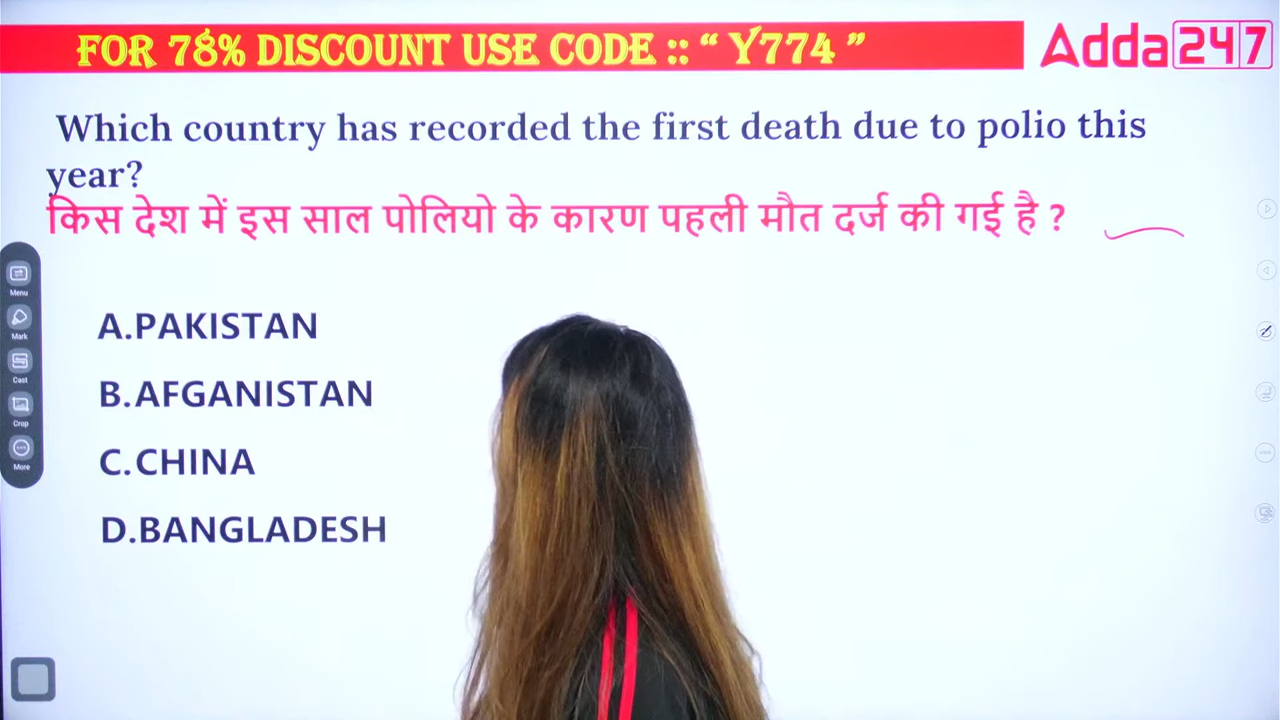 FOR 78% DISCOUNT USE CODE :: “ Y774 ”
Adda247
Which country has recorded the first death due to polio this
year?
किस देश में इस साल पोलियो के कारण पहली मौत दर्ज की गई है ?
Menu
Mark
Cast
Crop
More
A.PAKISTAN
B.AFGANISTAN
C.CHINA
D.BANGLADESH